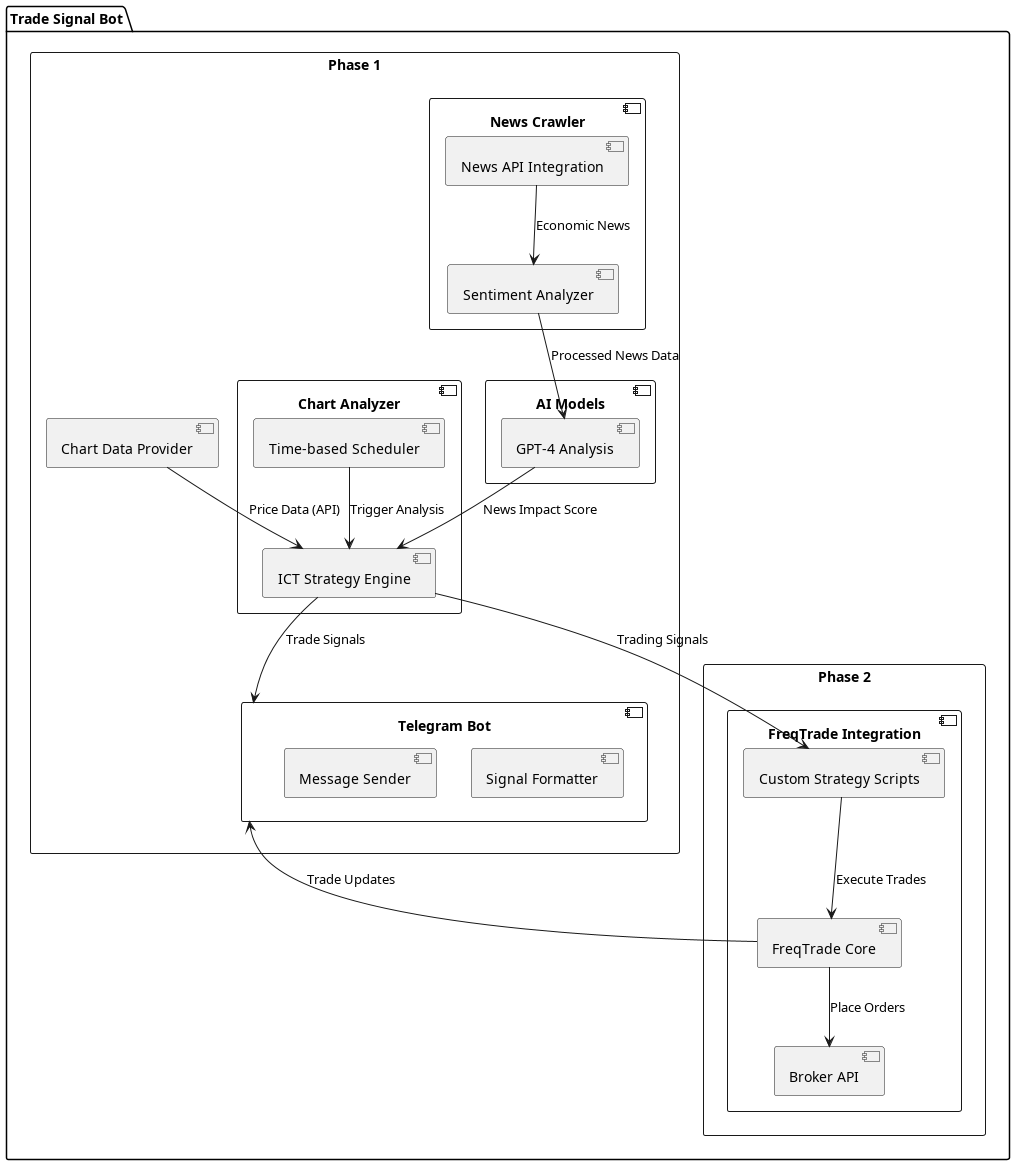 Trade Signal Bot
Phase 1
News Crawler
News API Integration
Economic News
Sentiment Analyzer
Processed News Data
Chart Analyzer
AI Models
Chart Data Provider
Time-based Scheduler
GPT-4 Analysis
Price Data (API)
Trigger Analysis
News Impact Score
ICT Strategy Engine
Trade Signals
Trading Signals
Phase 2
Telegram Bot
FreqTrade Integration
Message Sender
Signal Formatter
Custom Strategy Scripts
Trade Updates
Execute Trades
FreqTrade Core
Place Orders
Broker API